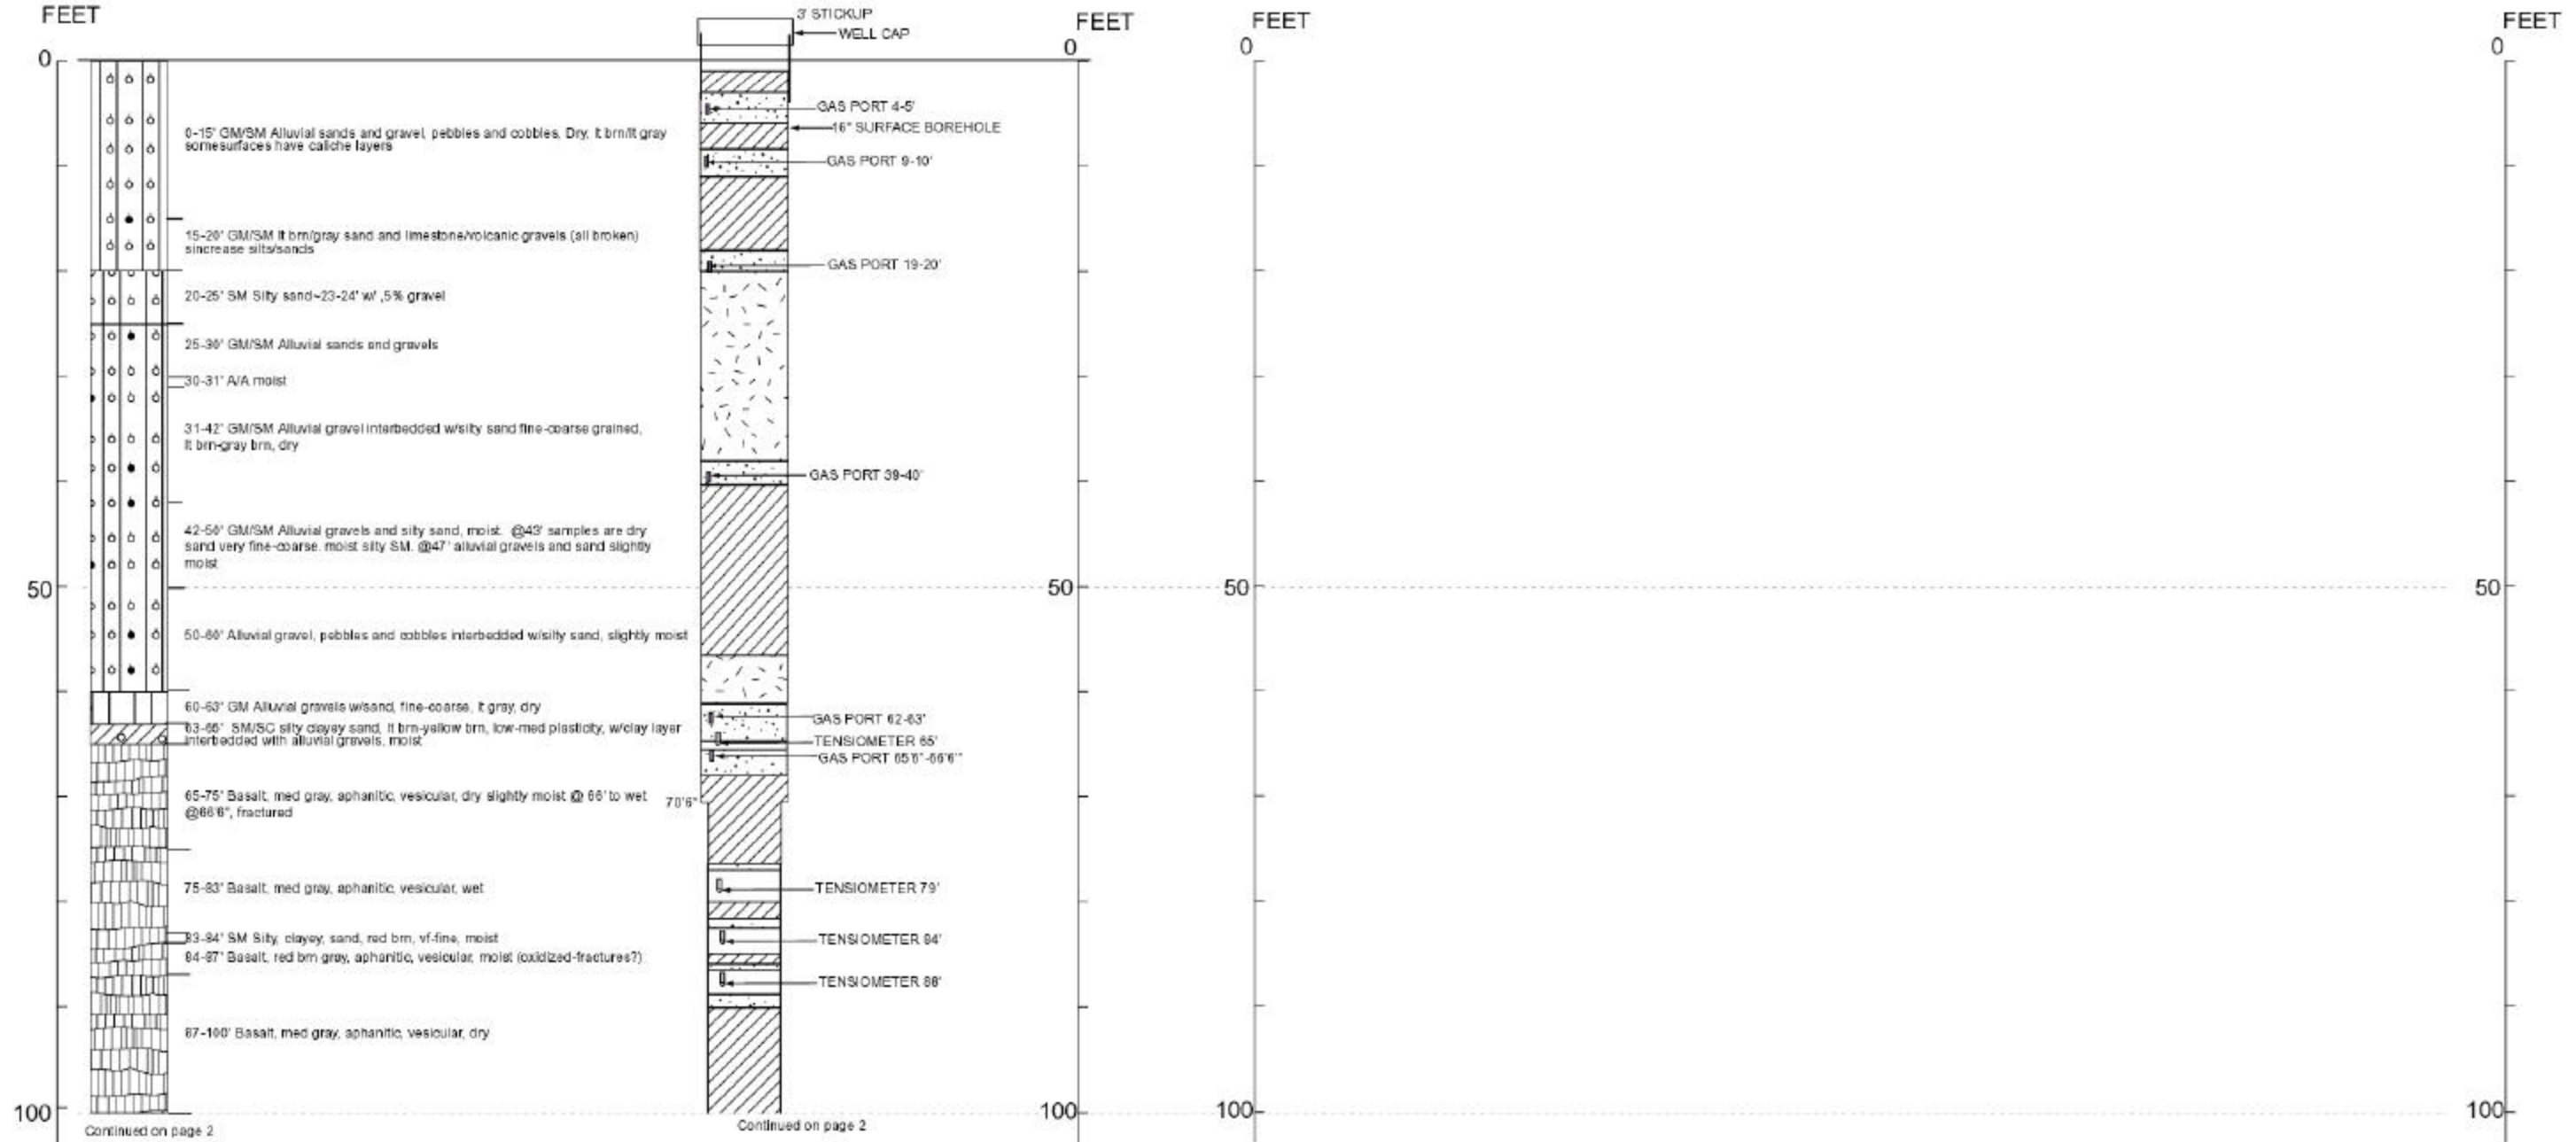 FEET
3' STICKUP
WELL CAP
FEET
FEET
FEET
0
0
0
0
GAS PORT 4-5'
16" SURFACE BOREHOLE
0-15' GM/SM Alluvial sands and gravel, pebbles and cobbles, Dry, lt brn/lt gray
somesurfaces have caliche layers
GAS PORT 9-10'
15-20' GM/SM lt brn/gray sand and limestone/volcanic gravels (all broken)
sincrease silts/sands
GAS PORT 19-20'
20-25' SM Silty sand~23-24' w/ ,5% gravel
25-30' GM/SM Alluvial sands and gravels
30-31' A/A moist
31-42' GM/SM Alluvial gravel interbedded w/silty sand fine-coarse grained,
lt brn-gray brn, dry
GAS PORT 39-40'
42-50' GM/SM Alluvial gravels and silty sand, moist. @43' samples are dry
sand very fine-coarse. moist silty SM. @47' alluvial gravels and sand slightly
moist
50
50
50
50
50-60' Alluvial gravel, pebbles and cobbles interbedded w/silty sand, slightly moist
60-63' GM Alluvial gravels w/sand, fine-coarse, lt gray, dry
GAS PORT 62-63'
63-65' SM/SC silty clayey sand, lt brn-yellow brn, low-med plasticity, w/clay layer
interbedded with alluvial gravels, moist
TENSIOMETER 65'
GAS PORT 65'6"-66'6"
65-75' Basalt, med gray, aphanitic, vesicular, dry slightly moist @ 66' to wet
@66'6", fractured
70'6"
75-83' Basalt, med gray, aphanitic, vesicular, wet
TENSIOMETER 79'
83-84' SM Silty, clayey, sand, red brn, vf-fine, moist
TENSIOMETER 84'
84-87' Basalt, red brn gray, aphanitic, vesicular, moist (oxidized-fractures?)
TENSIOMETER 88'
87-100' Basalt, med gray, aphanitic, vesicular, dry
100
100
100
100
Continued on page 2
Continued on page 2